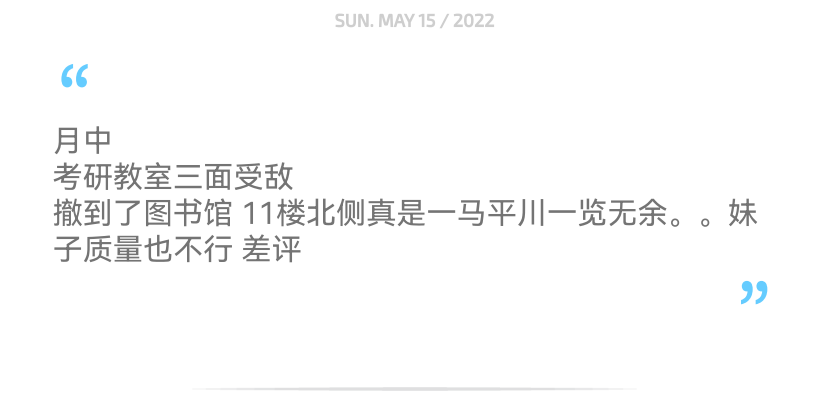 SUN. MAY 15 / 2022
“
月中
考研教室三面受敌
撤到了图书馆 11楼北侧真是一马平川一览无余。。妹
子质量也不行 差评
”